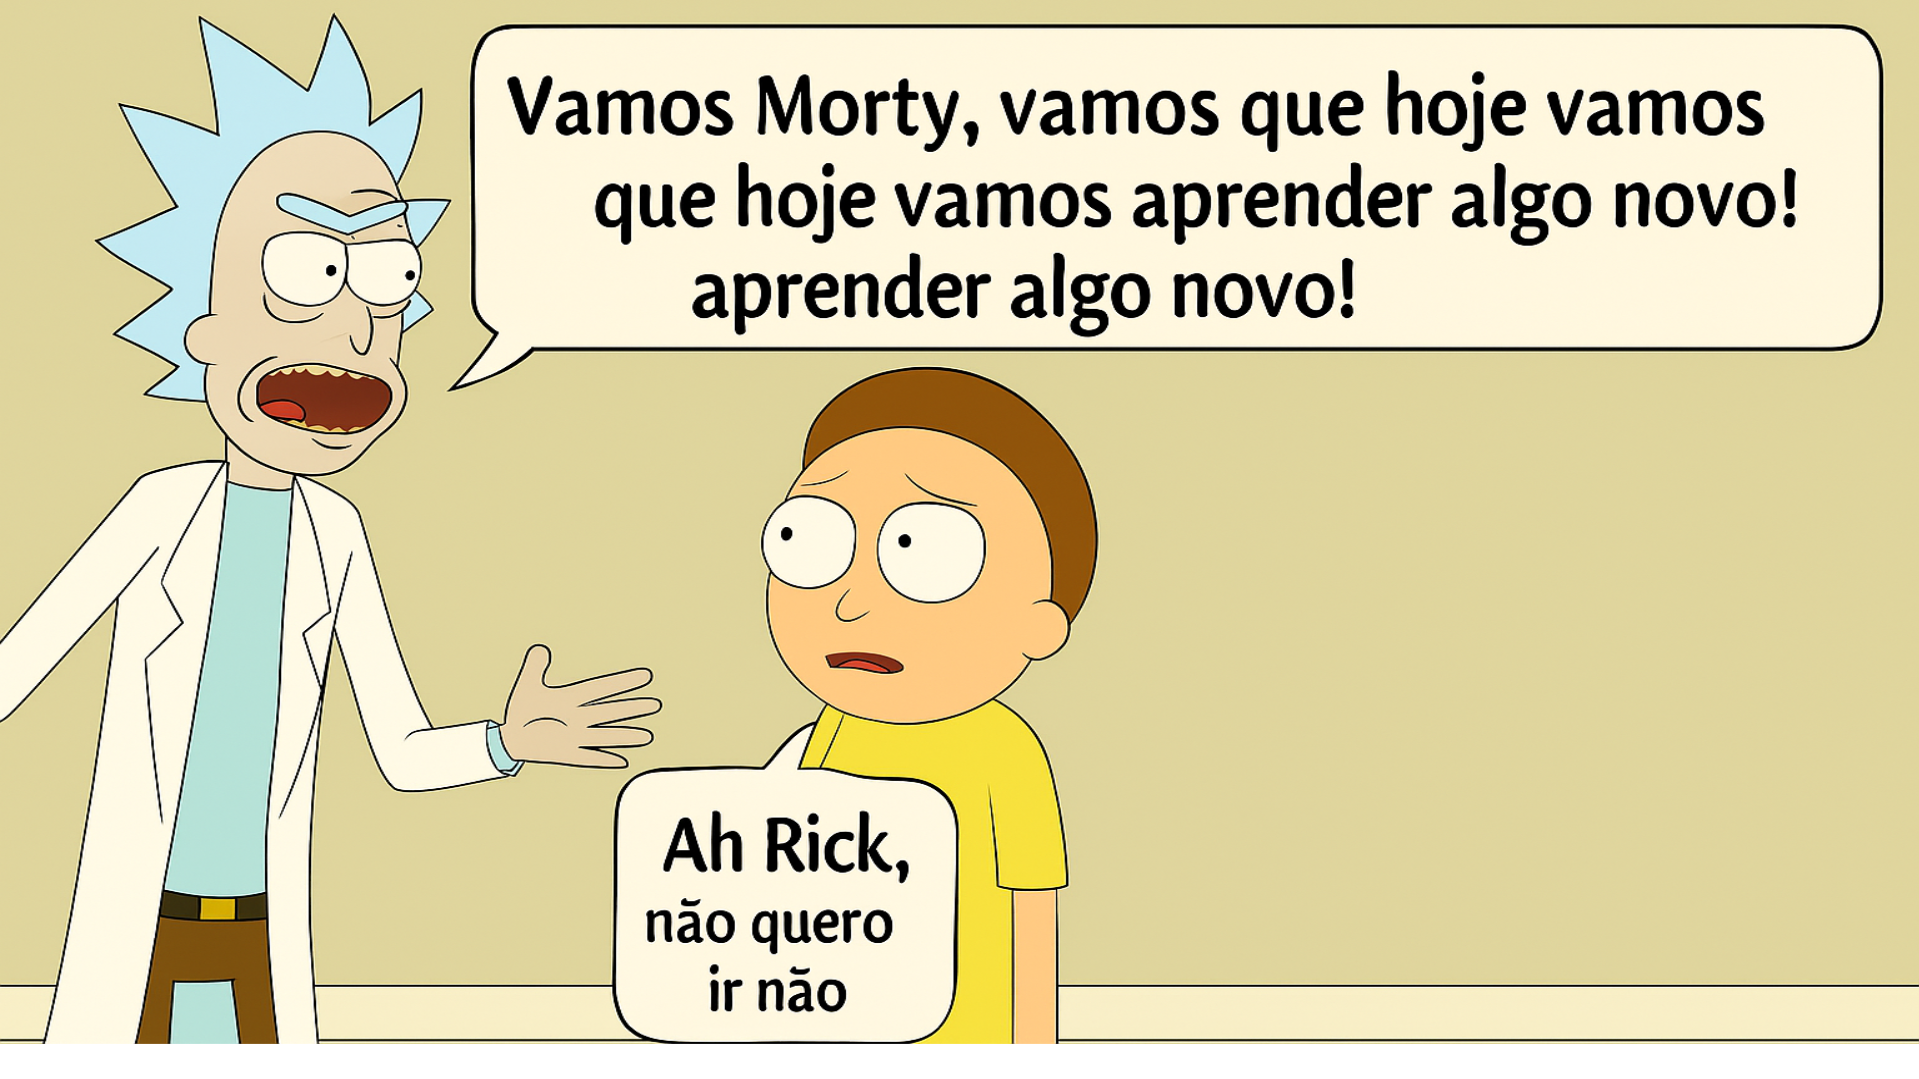 Vamos Morty, vamos que hoje vamos
que hoje vamos aprender algo novo!
aprender algo novo!
Ah Rick,
não quero
ir não